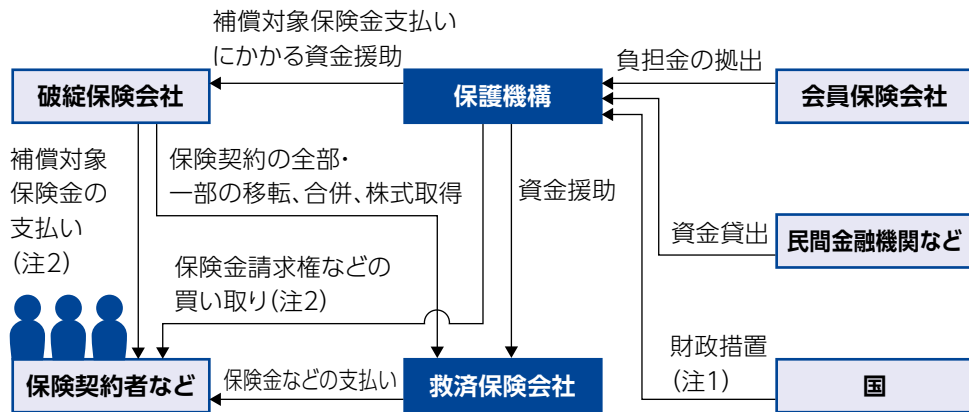 補償対象保険金支払い
にかかる資金援助
負担金の拠出
破綻保険会社
保護機構
会員保険会社
補償対象
保険金の
支払い
(注2)
保険契約の全部・
一部の移転、合併、株式取得
資金援助
資金貸出
民間金融機関など
保険金請求権などの
買い取り(注2)
財政措置
(注1)
保険契約者など
保険金などの支払い
救済保険会社
国